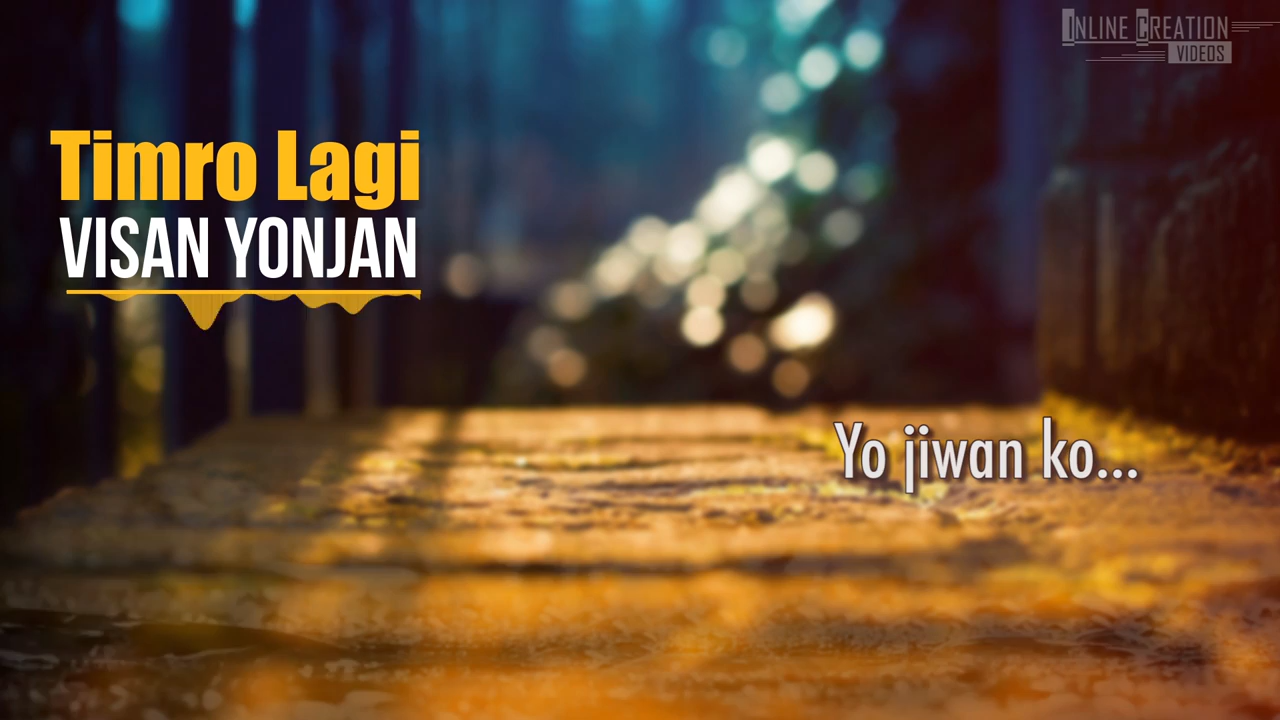 INLINE CREATION
VIDEOS
Timro Lagi
VISAN YONJAN
Yo jiwan ko...